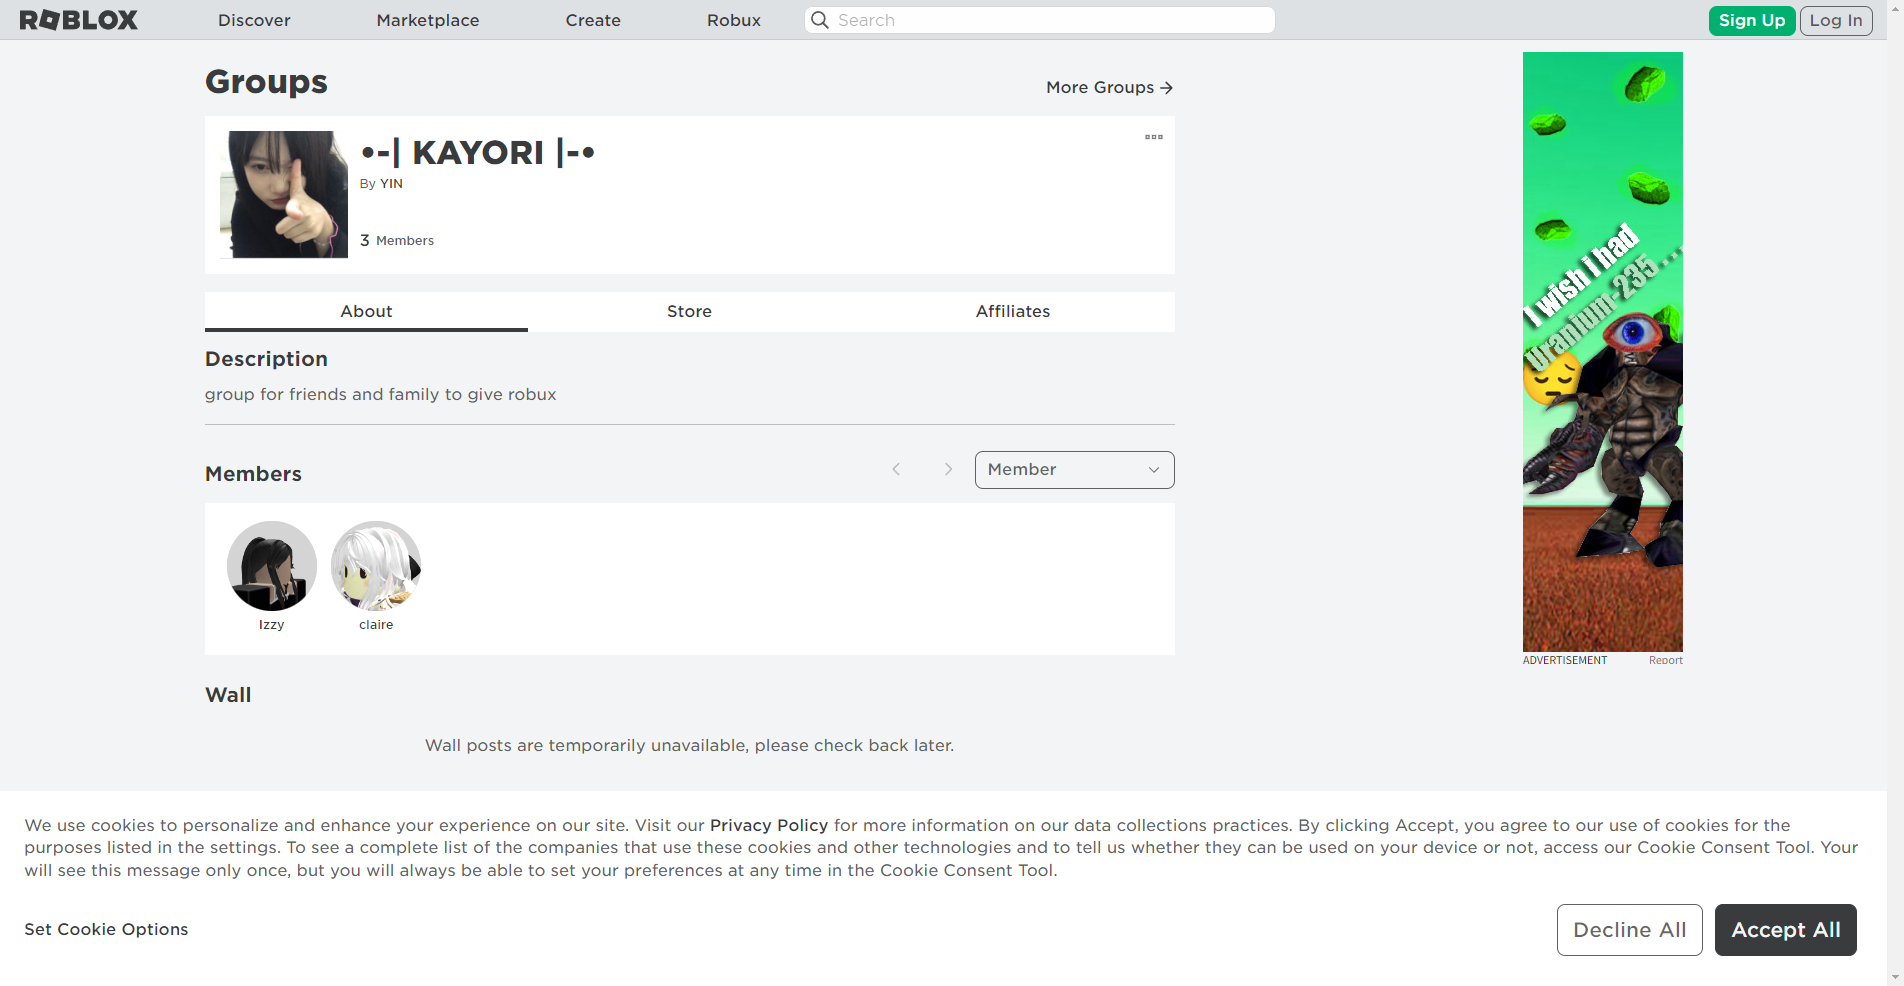 ROBLOX
Discover
Marketplace
Create
Robux
Search
Sign Up
Log In
Groups
More Groups
•-| KAYORI |-•
By YIN
3 Members
About
Store
Affiliates
Description
group for friends and family to give robux
Members
Member
Izzy
claire
Wall
Wall posts are temporarily unavailable, please check back later.
I wish i had
Uranium-235....
ADVERTISEMENT
Report
We use cookies to personalize and enhance your experience on our site. Visit our Privacy Policy for more information on our data collections practices. By clicking Accept, you agree to our use of cookies for the
purposes listed in the settings. To see a complete list of the companies that use these cookies and other technologies and to tell us whether they can be used on your device or not, access our Cookie Consent Tool. Your
will see this message only once, but you will always be able to set your preferences at any time in the Cookie Consent Tool.
Set Cookie Options
Decline All
Accept All